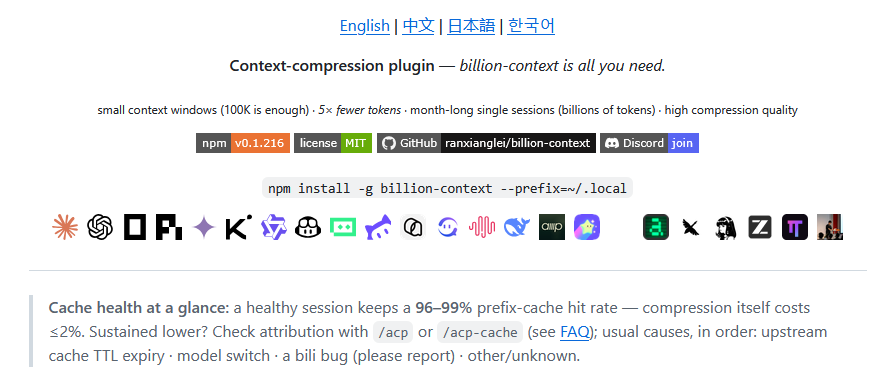 English | 中文 | 日本語 | 한국어
Context-compression plugin — billion-context is all you need.
small context windows (100K is enough) · 5× fewer tokens · month-long single sessions (billions of tokens) · high compression quality
npm v0.1.216 license MIT GitHub ranxianglei/billion-context Discord join
npm install -g billion-context --prefix=~/.local
amp
Cache health at a glance: a healthy session keeps a 96–99% prefix-cache hit rate — compression itself costs
≤2%. Sustained lower? Check attribution with /acp or /acp-cache (see FAQ); usual causes, in order: upstream
cache TTL expiry · model switch · a bili bug (please report) · other/unknown.